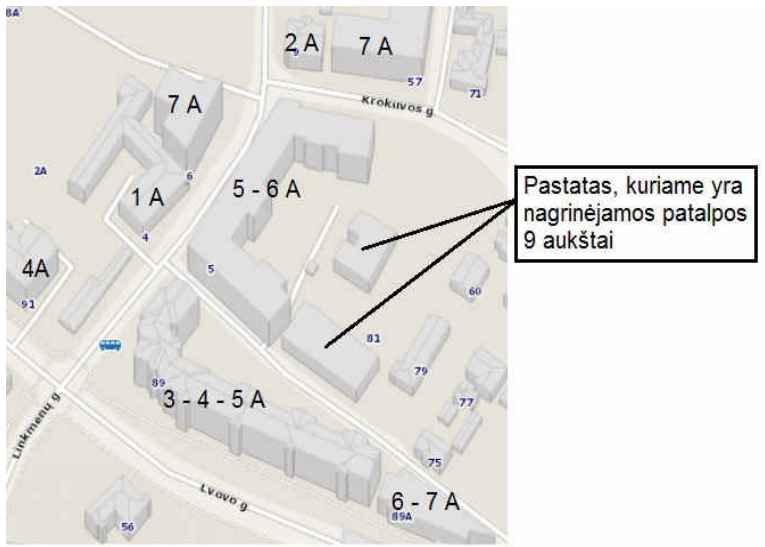 8A
2 A
9
7 A
57
71
Krokuvos g.
7 A
2A
6
1 A
5 - 6 A
4
Pastatas, kuriame yra
nagrinėjamos patalpos
9 aukštai
4A
91
5
60
81
79
89
3 - 4 - 5 A
77
Linkmenų g.
75
Lvovo g.
6 - 7 A
89A
56